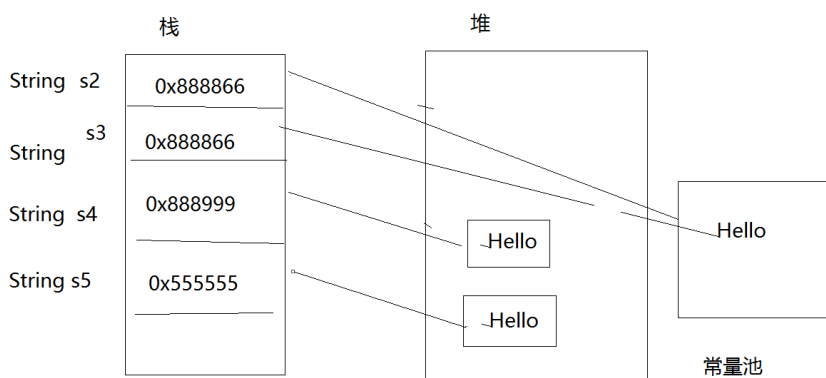 栈
堆
String s2
0x888866
s3
String
0x888866
String s4
0x888999
Hello
Hello
String s5
0x555555
Hello
常量池